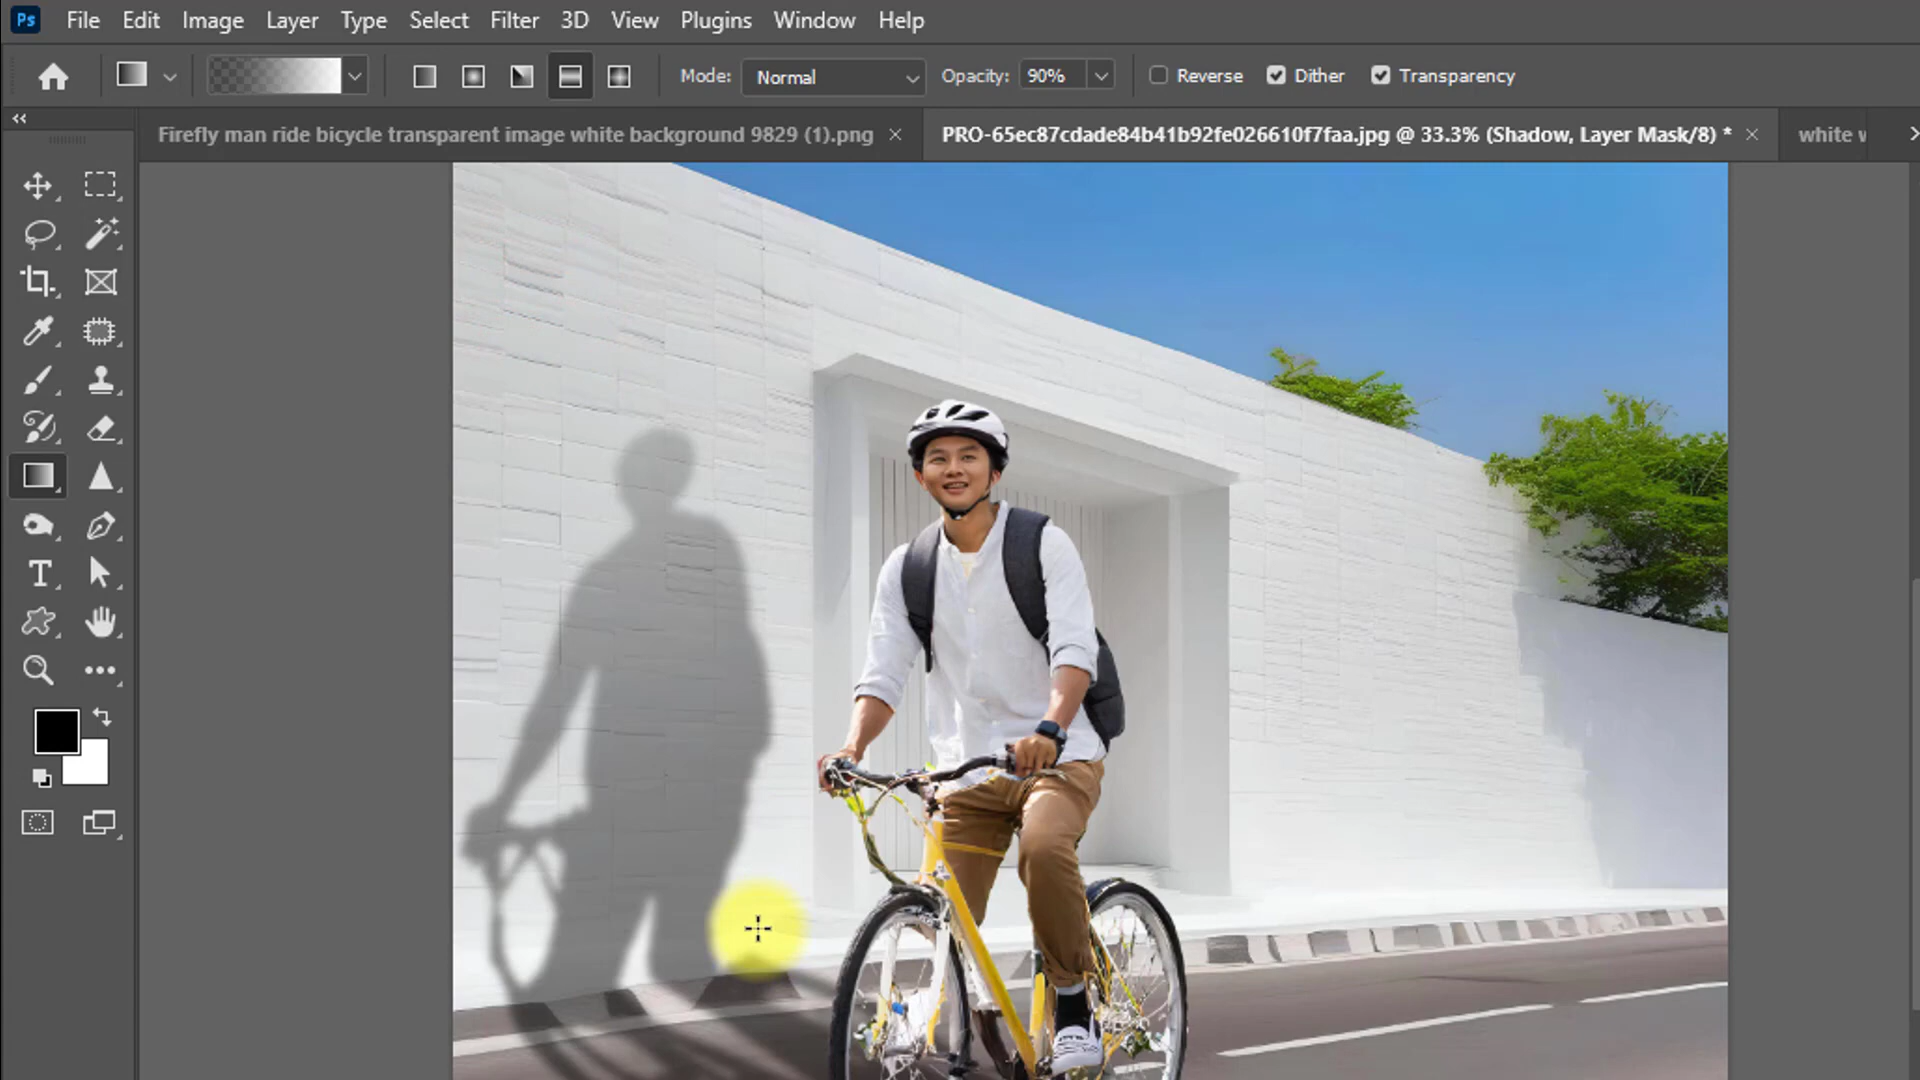 Ps File Edit Image Layer Type Select Filter 3D View Plugins Window Help
Mode: Normal Opacity: 90% Reverse Dither Transparency
Firefly man ride bicycle transparent image white background 9829 (1).png × PRO-65ec87cdade84b41b92fe026610f7faa.jpg @ 33.3% (Shadow, Layer Mask/8) * × white
T